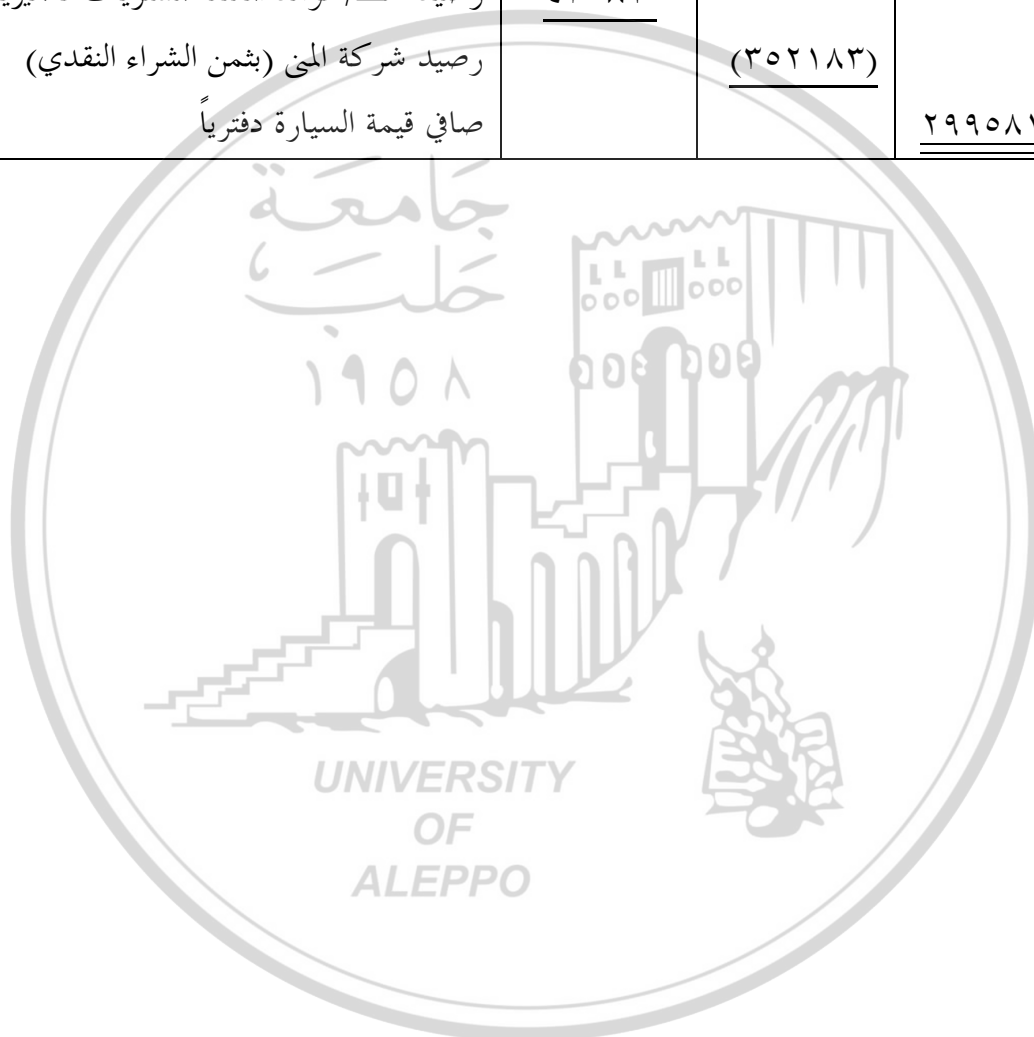 رصيد شركة المنى (بثمن الشراء النقدي) (٣٥٢١٨٣)
صافي قيمة السيارة دفترياً
جامعة
حلب
١٩٥٨
UNIVERSITY
OF
ALEPPO